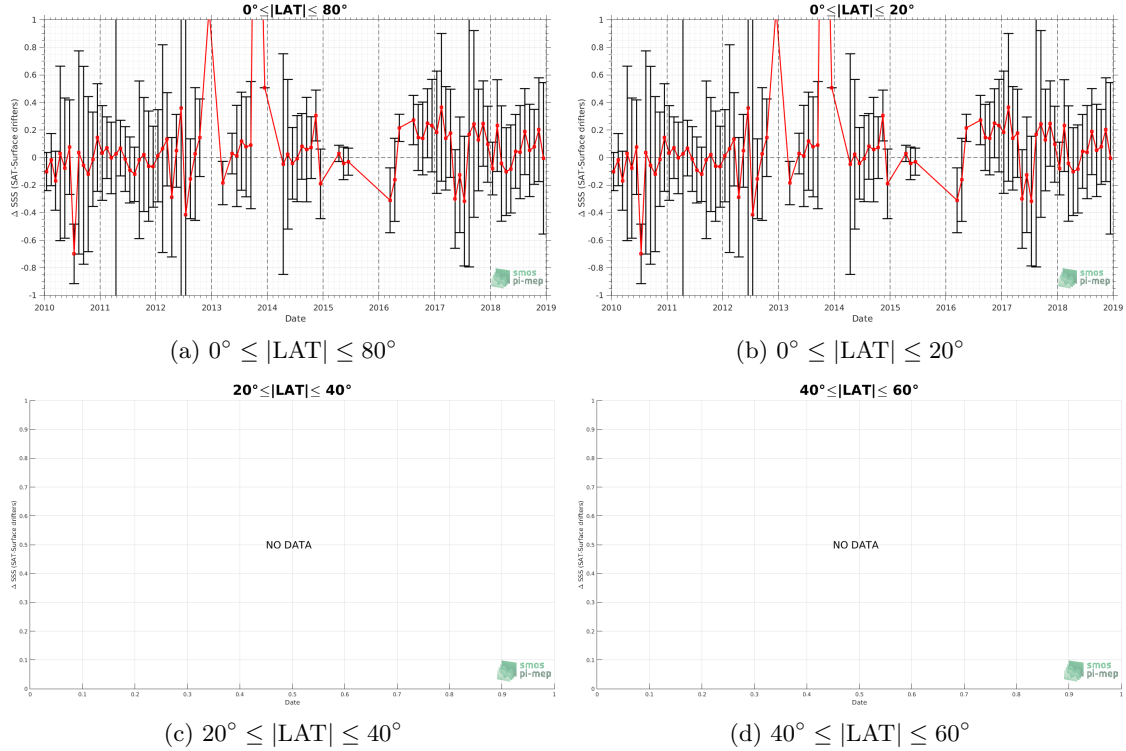 0°≤|LAT|≤ 80°
Δ SSS (SAT-Surface drifters)
1
0.8
0.6
0.4
0.2
0
-0.2
-0.4
-0.6
-0.8
-1
smos
pi-mep
2010 2011 2012 2013 2014 2015 2016 2017 2018 2019
Date
(a) 0° ≤ |LAT| ≤ 80°
0°≤|LAT|≤ 20°
Δ SSS (SAT-Surface drifters)
1
0.8
0.6
0.4
0.2
0
-0.2
-0.4
-0.6
-0.8
-1
smos
pi-mep
2010 2011 2012 2013 2014 2015 2016 2017 2018 2019
Date
(b) 0° ≤ |LAT| ≤ 20°
20°≤|LAT|≤ 40°
Δ SSS (SAT-Surface drifters)
1
0.9
0.8
0.7
0.6
0.5
0.4
0.3
0.2
0.1
0
NO DATA
smos
pi-mep
0 0.1 0.2 0.3 0.4 0.5 0.6 0.7 0.8 0.9 1
Date
(c) 20° ≤ |LAT| ≤ 40°
40°≤|LAT|≤ 60°
Δ SSS (SAT-Surface drifters)
1
0.9
0.8
0.7
0.6
0.5
0.4
0.3
0.2
0.1
0
NO DATA
smos
pi-mep
0 0.1 0.2 0.3 0.4 0.5 0.6 0.7 0.8 0.9 1
Date
(d) 40° ≤ |LAT| ≤ 60°